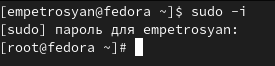 [empetrosyan@fedora ~]$ sudo -i
[sudo] пароль для empetrosyan:
[root@fedora ~]#